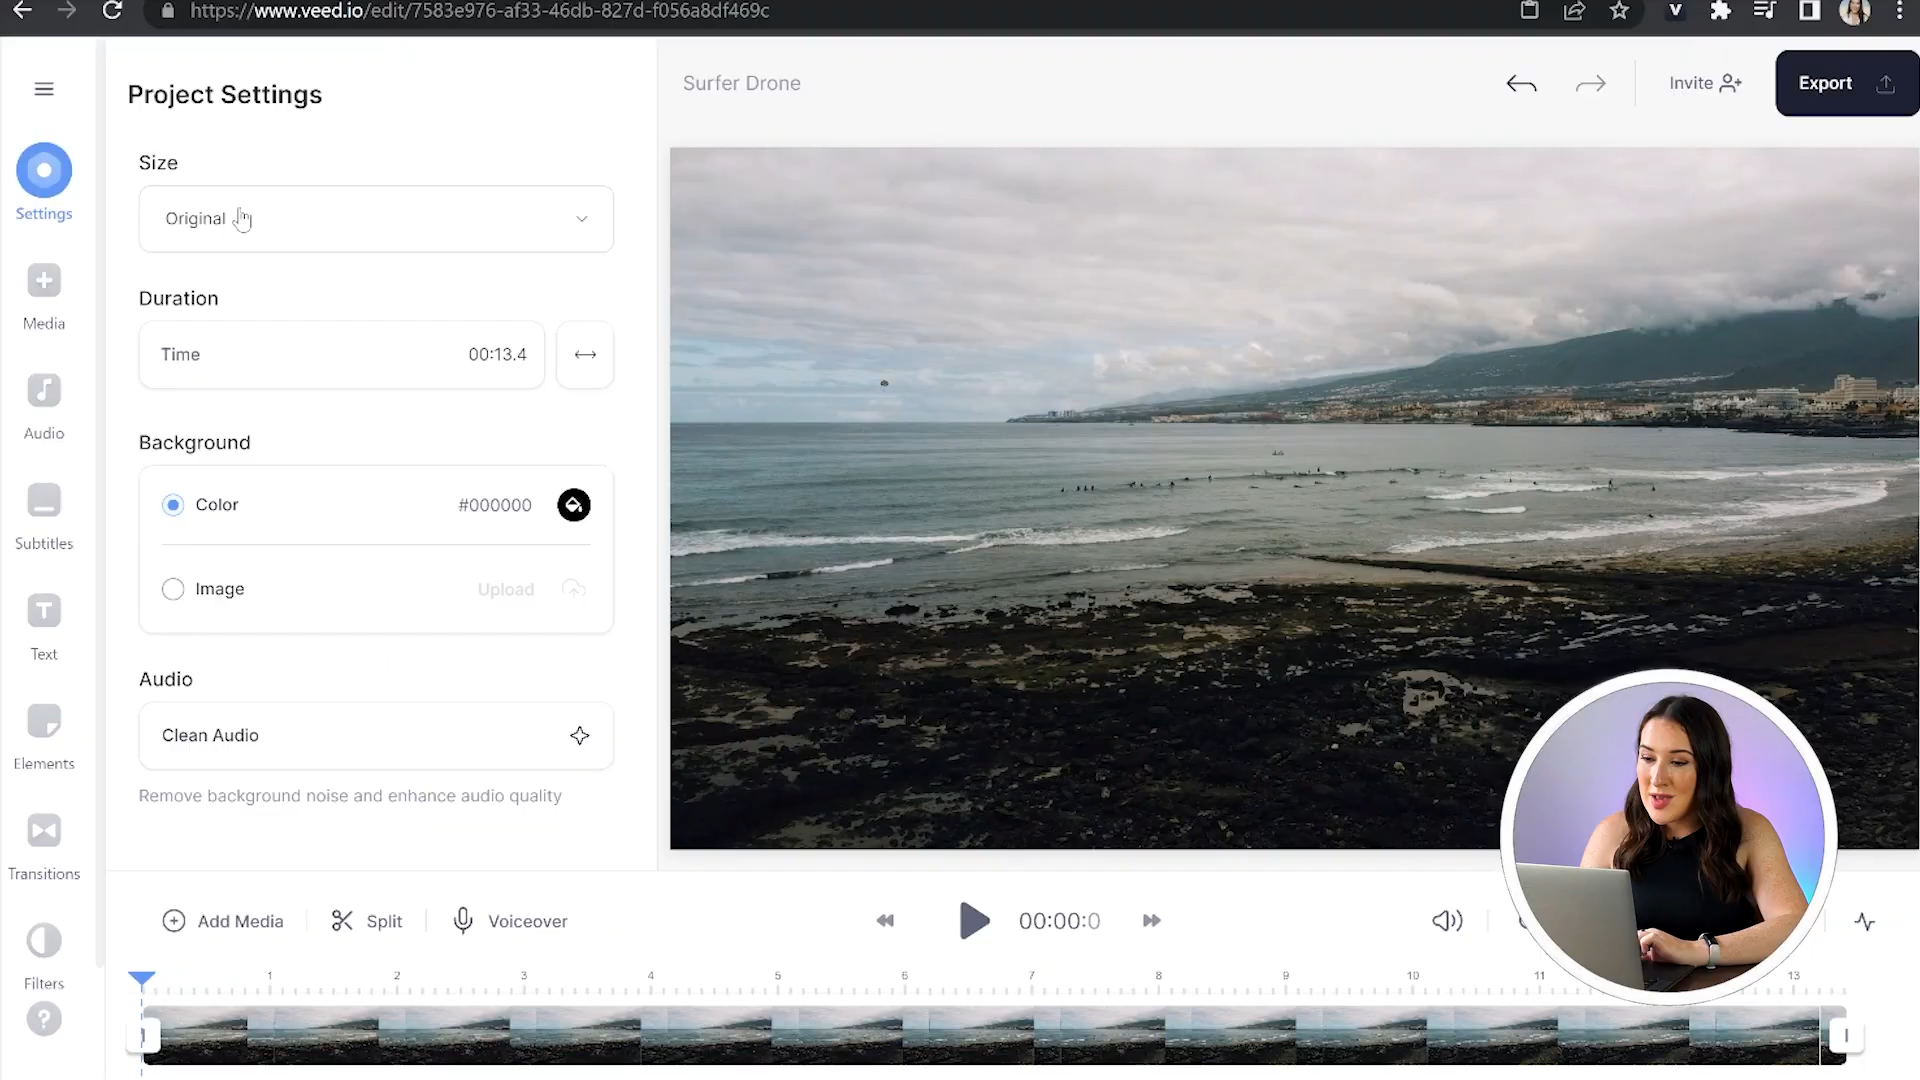 https://www.veed.io/edit/7583e976-af33-46db-827d-f056a8df469c
Project Settings
Surfer Drone
Invite
Export
Size
Original
Settings
Duration
Media
Time
00:13.4
Audio
Background
Color
#000000
Subtitles
Image
Upload
Text
Audio
Clean Audio
Elements
Remove background noise and enhance audio quality
Transitions
Add Media
Split
Voiceover
00:00:0
Filters
1
2
3
4
5
6
7
8
9
10
11
13
?